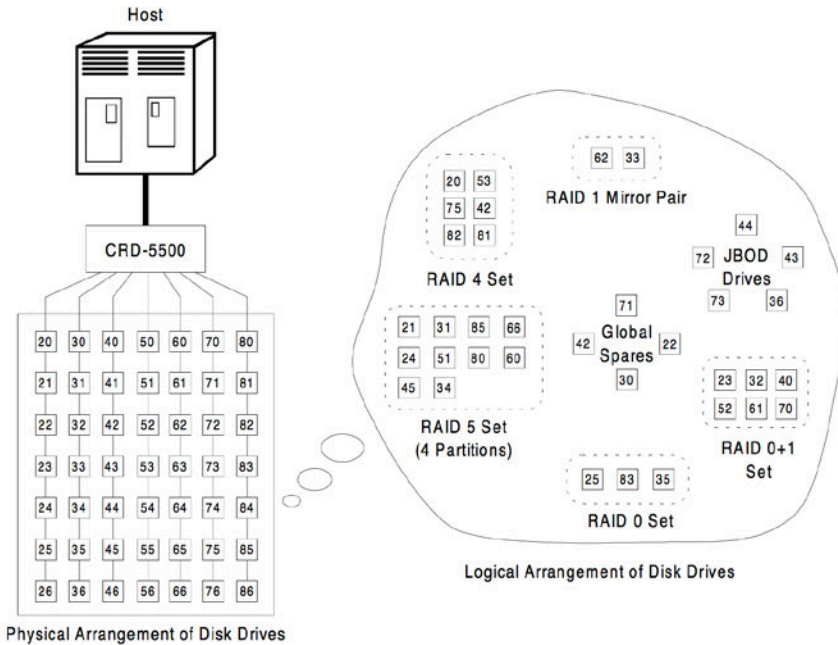 Host
CRD-5500
20 30 40 50 60 70 80
21 31 41 51 61 71 81
22 32 42 52 62 72 82
23 33 43 53 63 73 83
24 34 44 54 64 74 84
25 35 45 55 65 75 85
26 36 46 56 66 76 86
Physical Arrangement of Disk Drives
20 53
75 42
82 81
RAID 4 Set
62 33
RAID 1 Mirror Pair
44
72 JBOD 43
Drives
73 36
21 31 85 66
24 51 80 60
45 34
RAID 5 Set
(4 Partitions)
71
Global
42 22
Spares
30
23 32 40
52 61 70
RAID 0+1
Set
25 83 35
RAID 0 Set
Logical Arrangement of Disk Drives